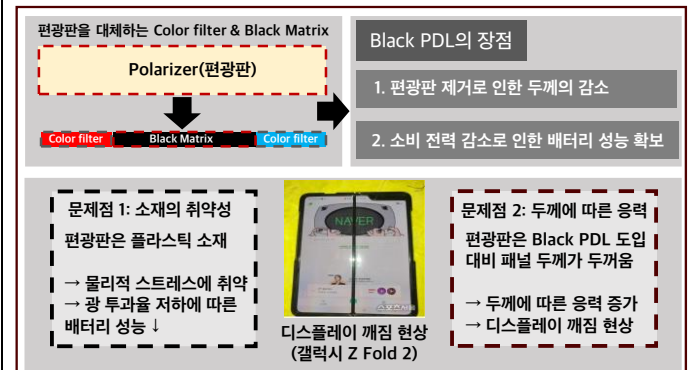 편광판을 대체하는 Color filter & Black Matrix
Polarizer(편광판)
Color filter
Black Matrix
Color filter
Black PDL의 장점
1. 편광판 제거로 인한 두께의 감소
2. 소비 전력 감소로 인한 배터리 성능 확보
문제점 1: 소재의 취약성
편광판은 플라스틱 소재
→ 물리적 스트레스에 취약
→ 광 투과율 저하에 따른
배터리 성능 ↓
NAVER
스포츠서울
디스플레이 깨짐 현상
(갤럭시 Z Fold 2)
문제점 2: 두께에 따른 응력
편광판은 Black PDL 도입
대비 패널 두께가 두꺼움
→ 두께에 따른 응력 증가
→ 디스플레이 깨짐 현상